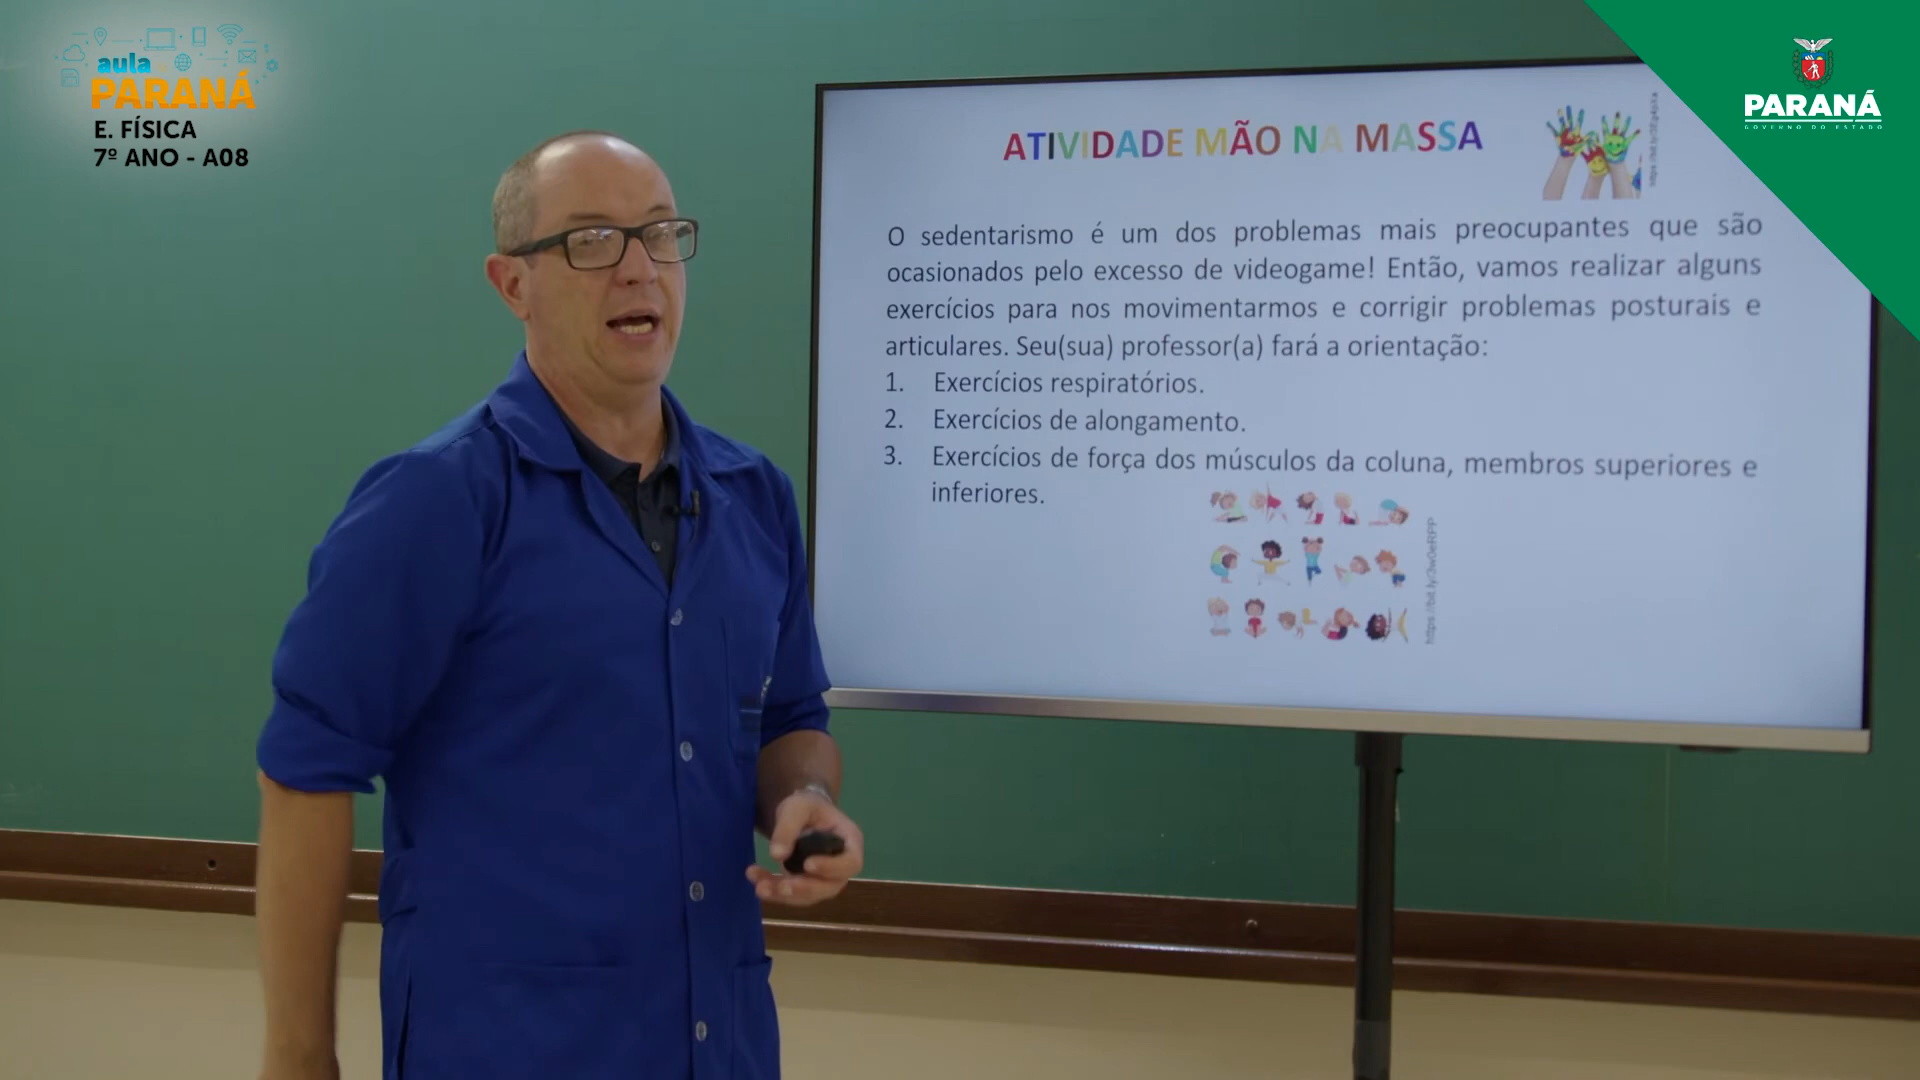 aula
PARANÁ
E. FÍSICA
7º ANO - A08
PARANÁ
GOVERNO DO ESTADO
ATIVIDADE MÃO NA MASSA
O sedentarismo é um dos problemas mais preocupantes que são
ocasionados pelo excesso de videogame! Então, vamos realizar alguns
exercícios para nos movimentarmos e corrigir problemas posturais e
articulares. Seu(sua) professor(a) fará a orientação:
1. Exercícios respiratórios.
2. Exercícios de alongamento.
3. Exercícios de força dos músculos da coluna, membros superiores e
inferiores.